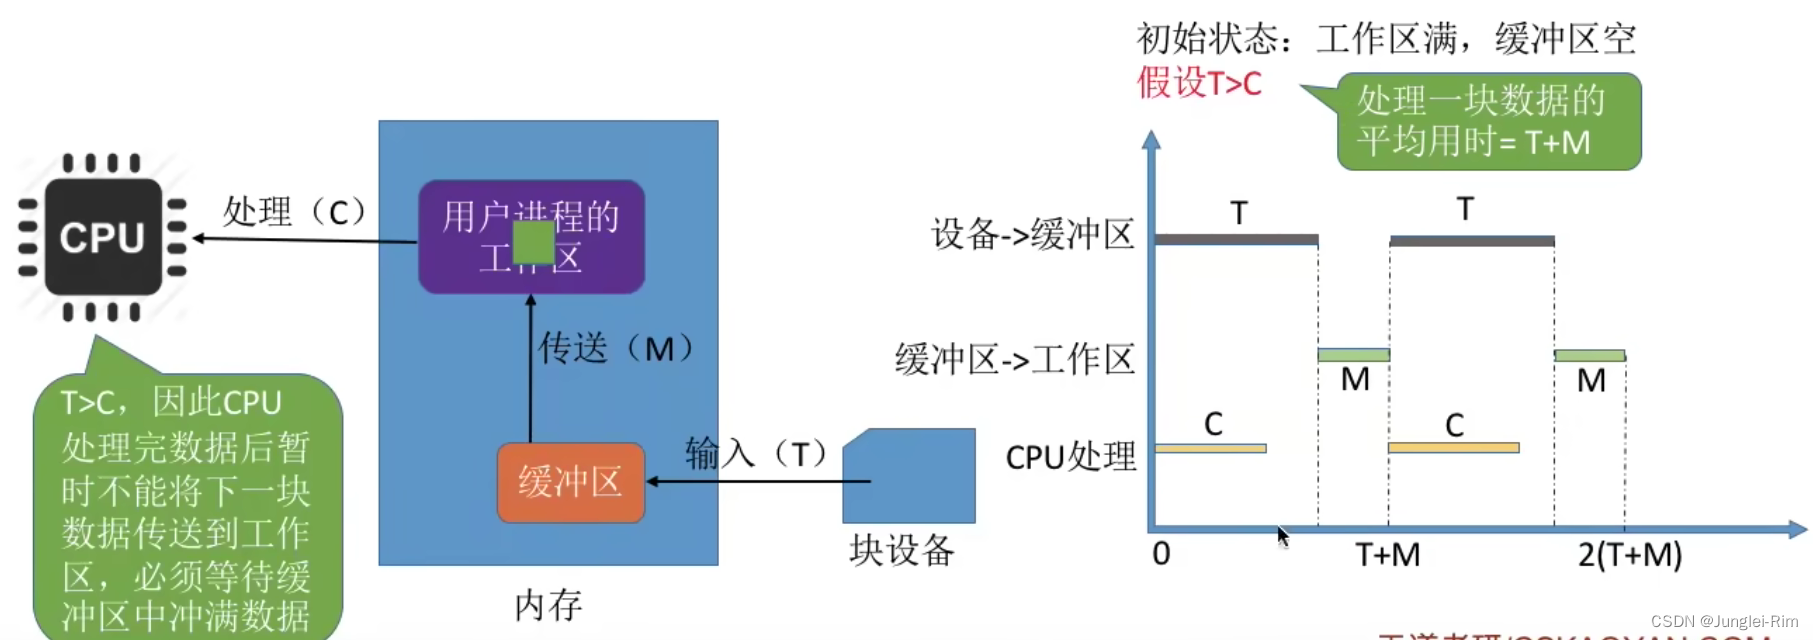 初始状态：工作区满，缓冲区空
假设T>C
处理一块数据的
平均用时= T+M
CPU
处理（C）
用户进程的
工作区
传送（M）
缓冲区
输入（T）
块设备
内存
T>C，因此CPU
处理完数据后暂
时不能将下一块
数据传送到工作
区，必须等待缓
冲区中冲满数据
设备->缓冲区
T
T
缓冲区->工作区
M
M
CPU处理
C
C
0
T+M
2(T+M)
CSDN @Junglei-Rim